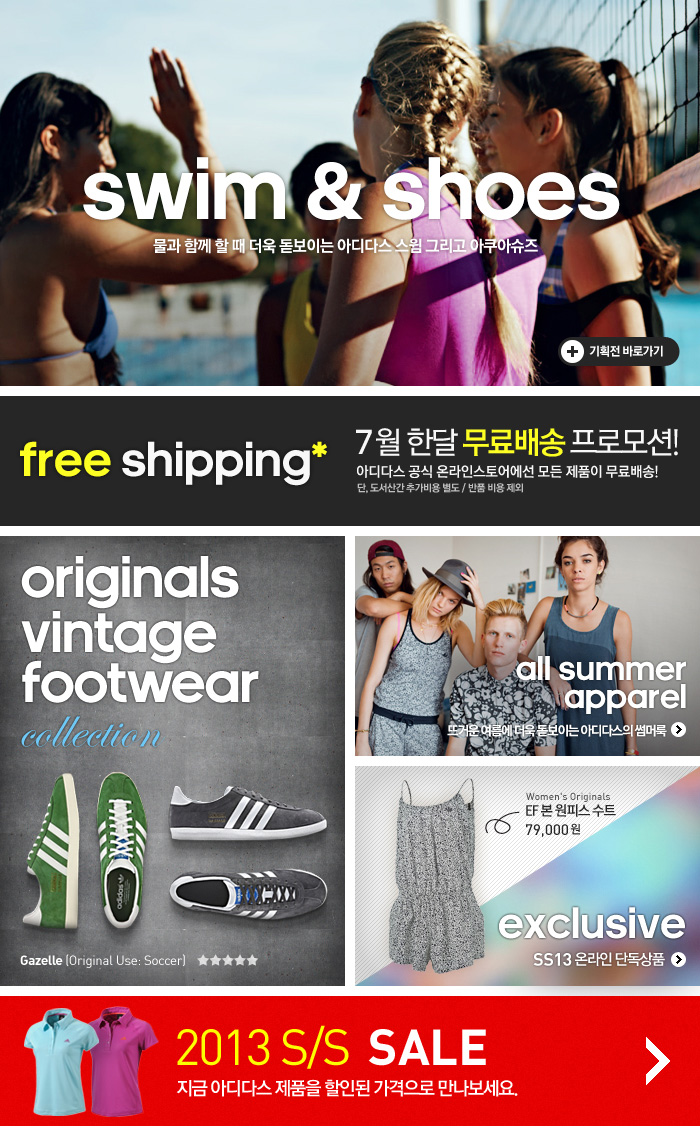 swim & shoes
물과 함께 할 때 더욱 돋보이는 아디다스 스윔 그리고 아쿠아슈즈
기획전 바로가기
free shipping*
7월 한달 무료배송 프로모션!
아디다스 공식 온라인스토어에선 모든 제품이 무료배송!
단, 도서산간 추가비용 별도 / 반품 비용 제외
originals
vintage
footwear
collection
adidas
Gazelle (Original Use: Soccer) ★★★★★
all summer
apparel
뜨거운 여름에 더욱 돋보이는 아디다스의 썸머룩
Women's Originals
EF 본 원피스 수트
79,000원
exclusive
SS13 온라인 단독상품
2013 S/S SALE
지금 아디다스 제품을 할인된 가격으로 만나보세요.